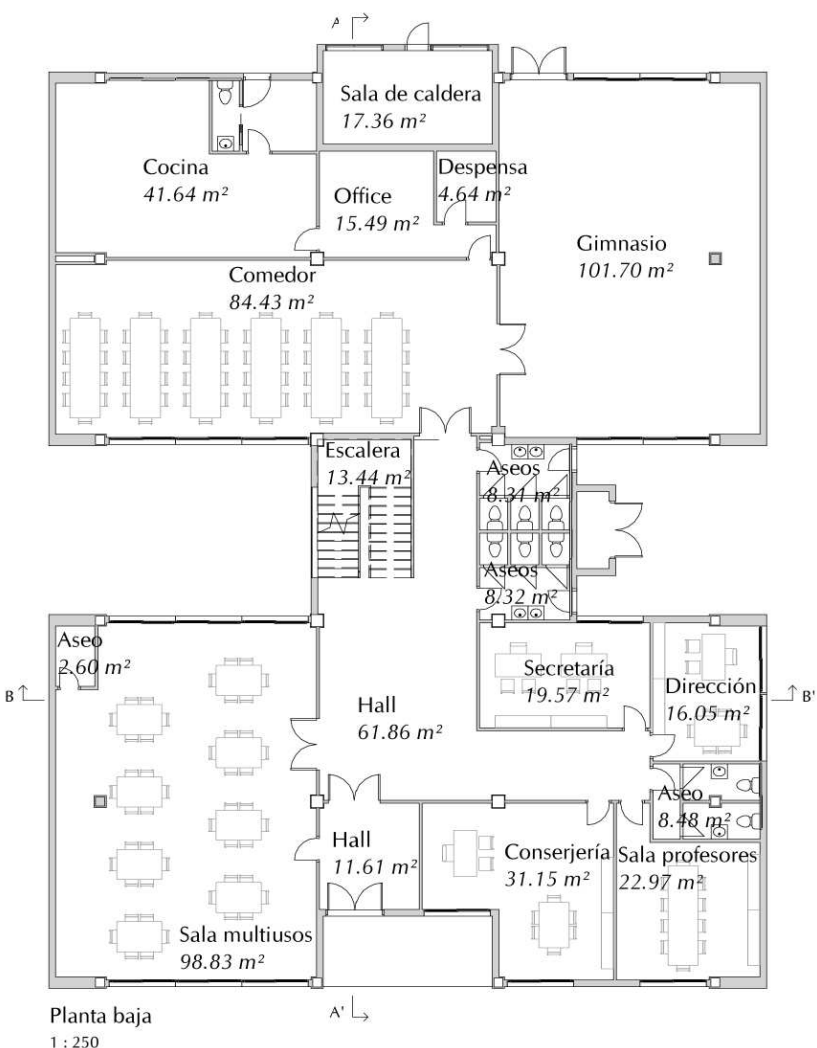 A
Sala de caldera
17.36 m²
Cocina
41.64 m²
Despensa
4.64 m²
Office
15.49 m²
Gimnasio
101.70 m²
Comedor
84.43 m²
Escalera
13.44 m²
Aseos
8.31 m²
Aseos
8.32 m²
Aseo
2.60 m²
Secretaría
19.57 m²
Dirección
16.05 m²
B
B'
Hall
61.86 m²
Aseo
8.48 m²
Hall
11.61 m²
Conserjería
31.15 m²
Sala profesores
22.97 m²
Sala multiusos
98.83 m²
A'
Planta baja
1 : 250